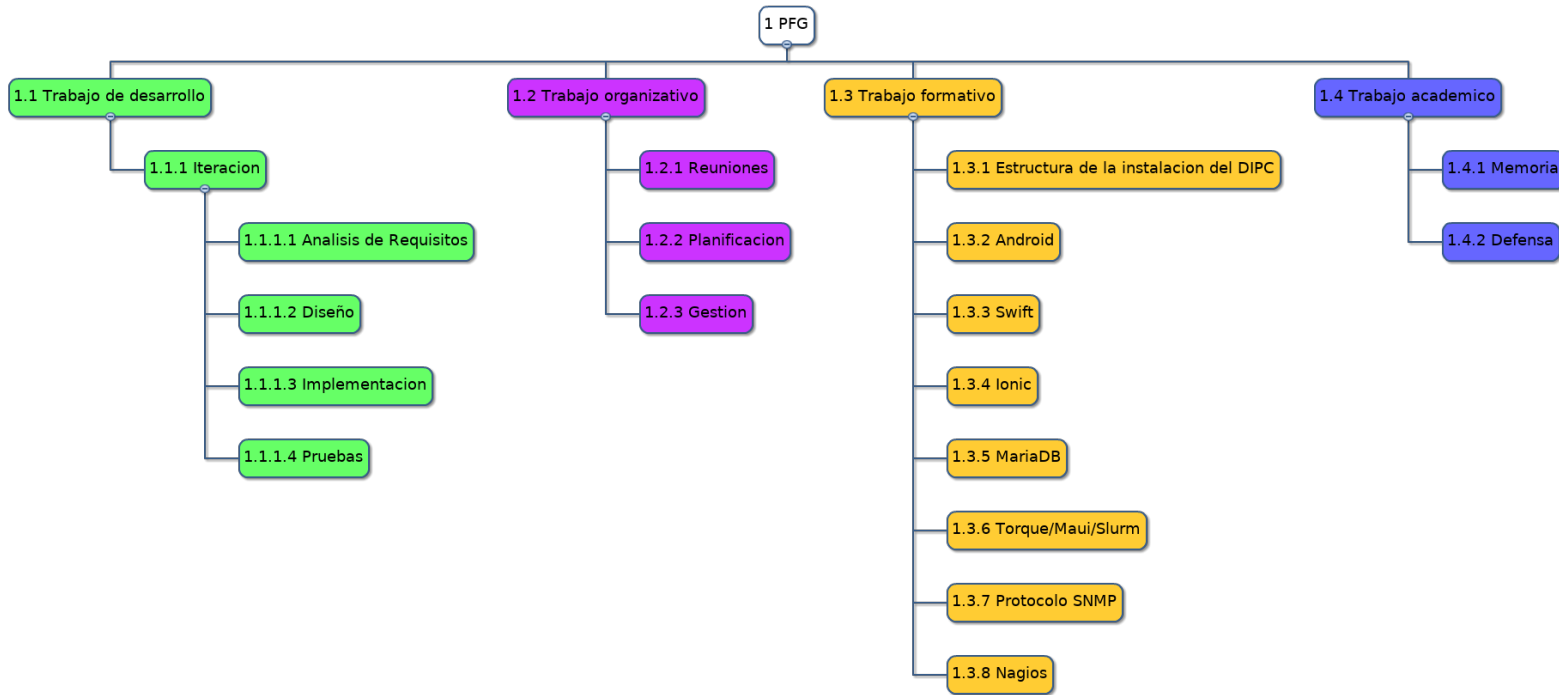 1 PFG
1.1 Trabajo de desarrollo
1.1.1 Iteracion
1.1.1.1 Analisis de Requisitos
1.1.1.2 Diseño
1.1.1.3 Implementacion
1.1.1.4 Pruebas
1.2 Trabajo organizativo
1.2.1 Reuniones
1.2.2 Planificacion
1.2.3 Gestion
1.3 Trabajo formativo
1.3.1 Estructura de la instalacion del DIPC
1.3.2 Android
1.3.3 Swift
1.3.4 Ionic
1.3.5 MariaDB
1.3.6 Torque/Maui/Slurm
1.3.7 Protocolo SNMP
1.3.8 Nagios
1.4 Trabajo academico
1.4.1 Memoria
1.4.2 Defensa